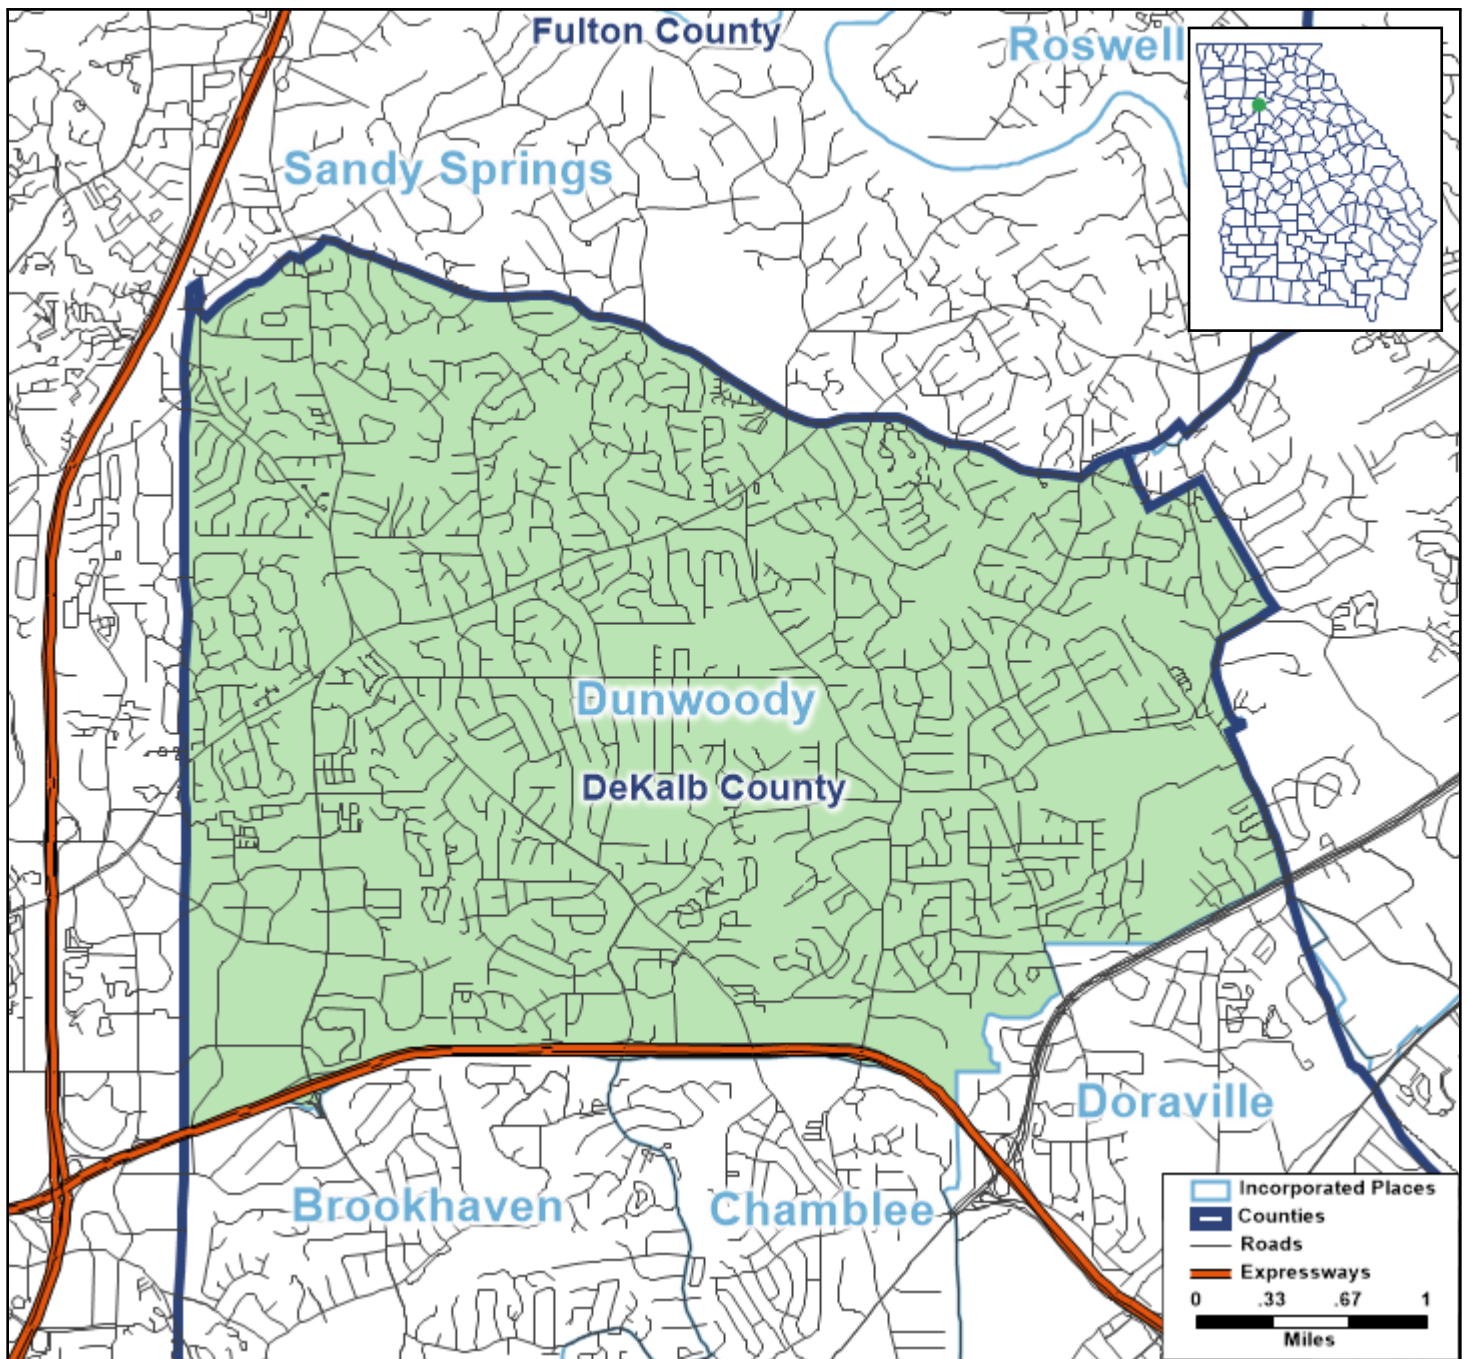 Fulton County
Roswell
Sandy Springs
Dunwoody
DeKalb County
Doraville
Brookhaven
Chamblee
Incorporated Places
Counties
Roads
Expressways
0 .33 .67 1
Miles